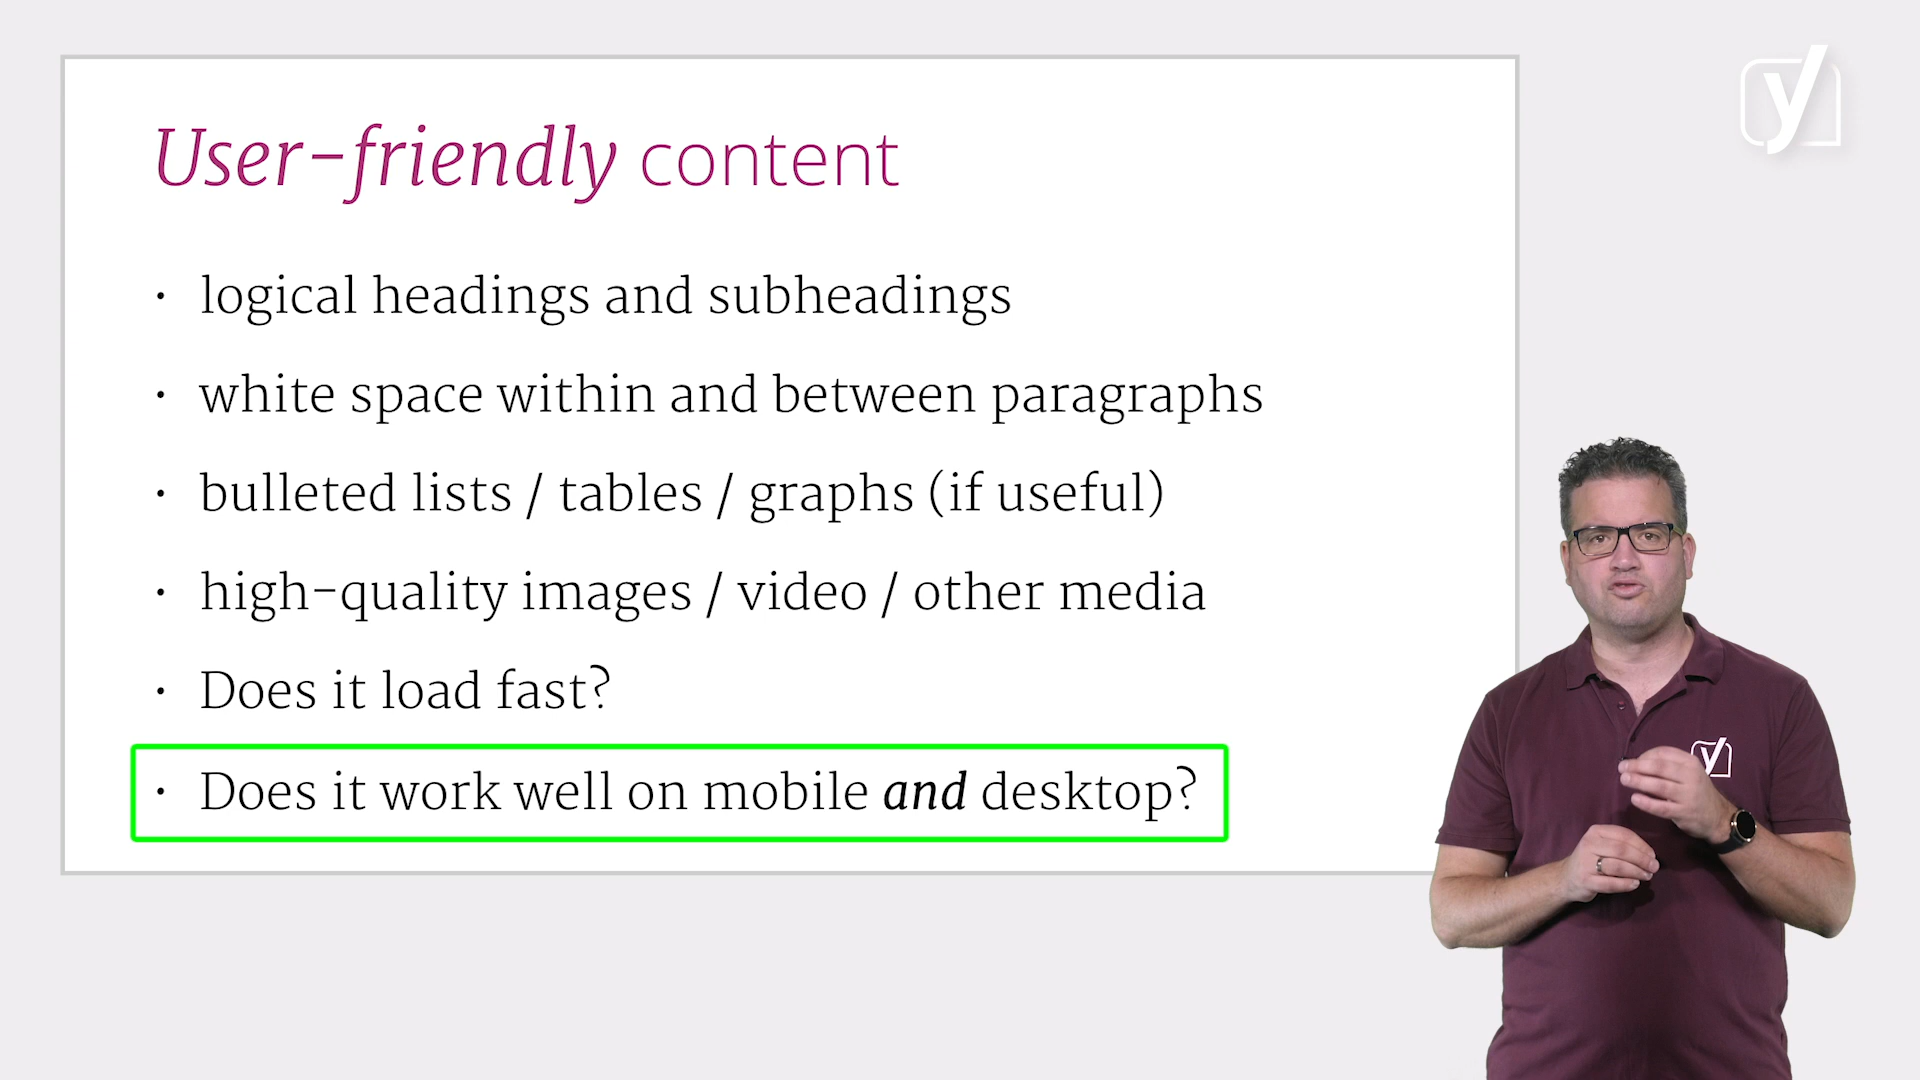 User-friendly content
• logical headings and subheadings
• white space within and between paragraphs
• bulleted lists / tables / graphs (if useful)
• high-quality images / video / other media
• Does it load fast?
• Does it work well on mobile and desktop?
y
y